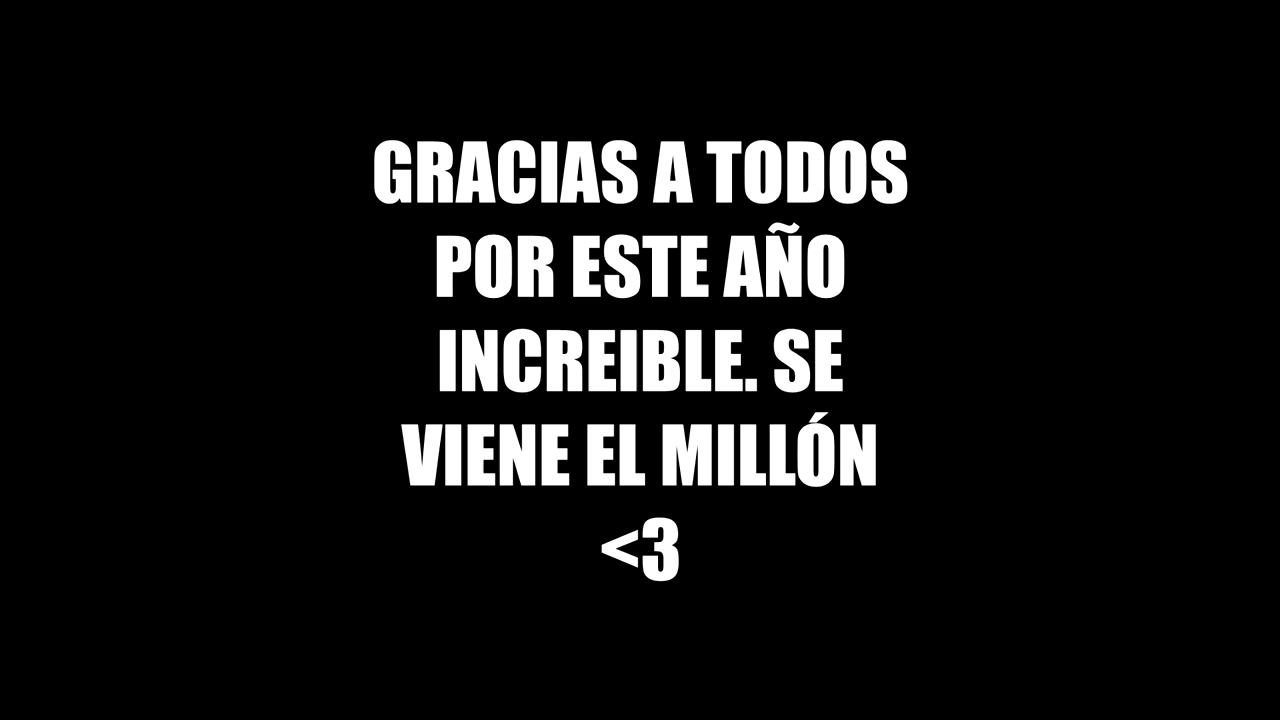 GRACIAS A TODOS
POR ESTE AÑO
INCREIBLE. SE
VIENE EL MILLÓN
<3